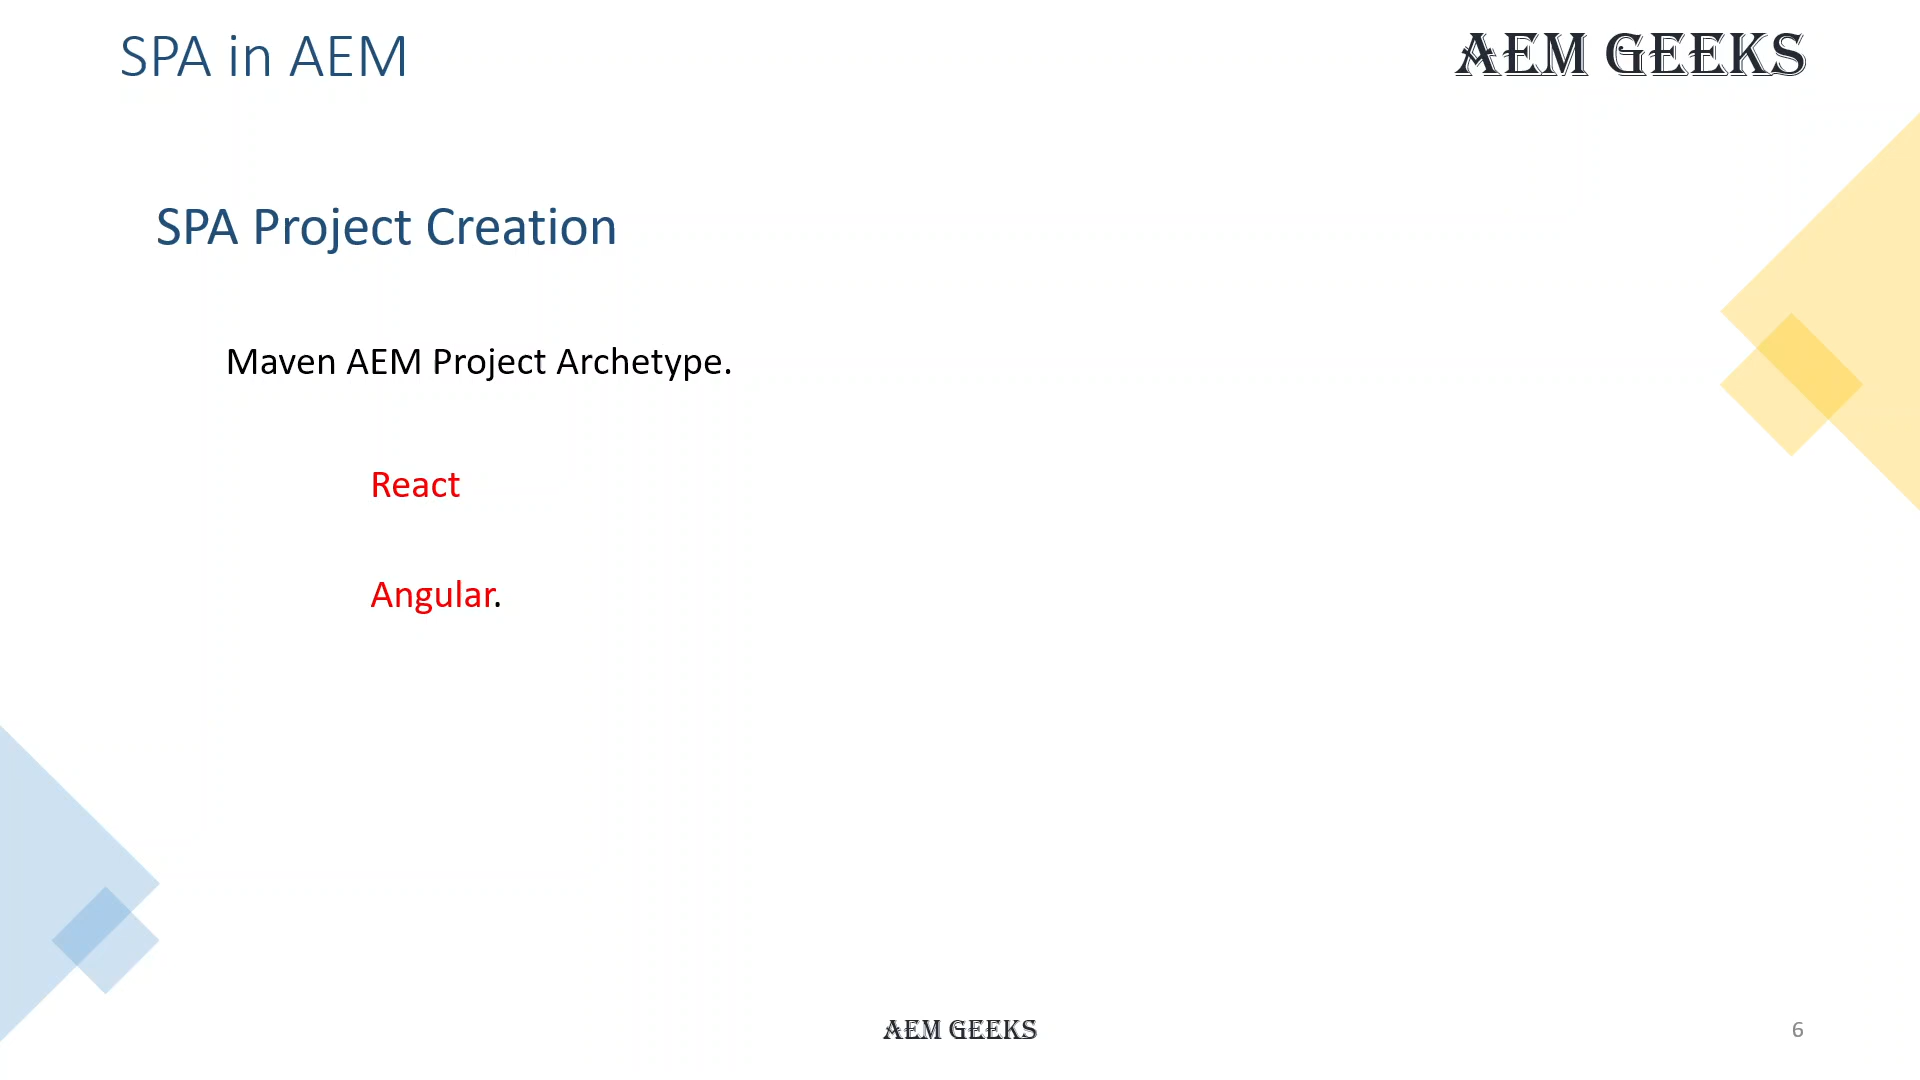 SPA in AEM
AEM GEEKS
SPA Project Creation
Maven AEM Project Archetype.
React
Angular.
AEM GEEKS
6